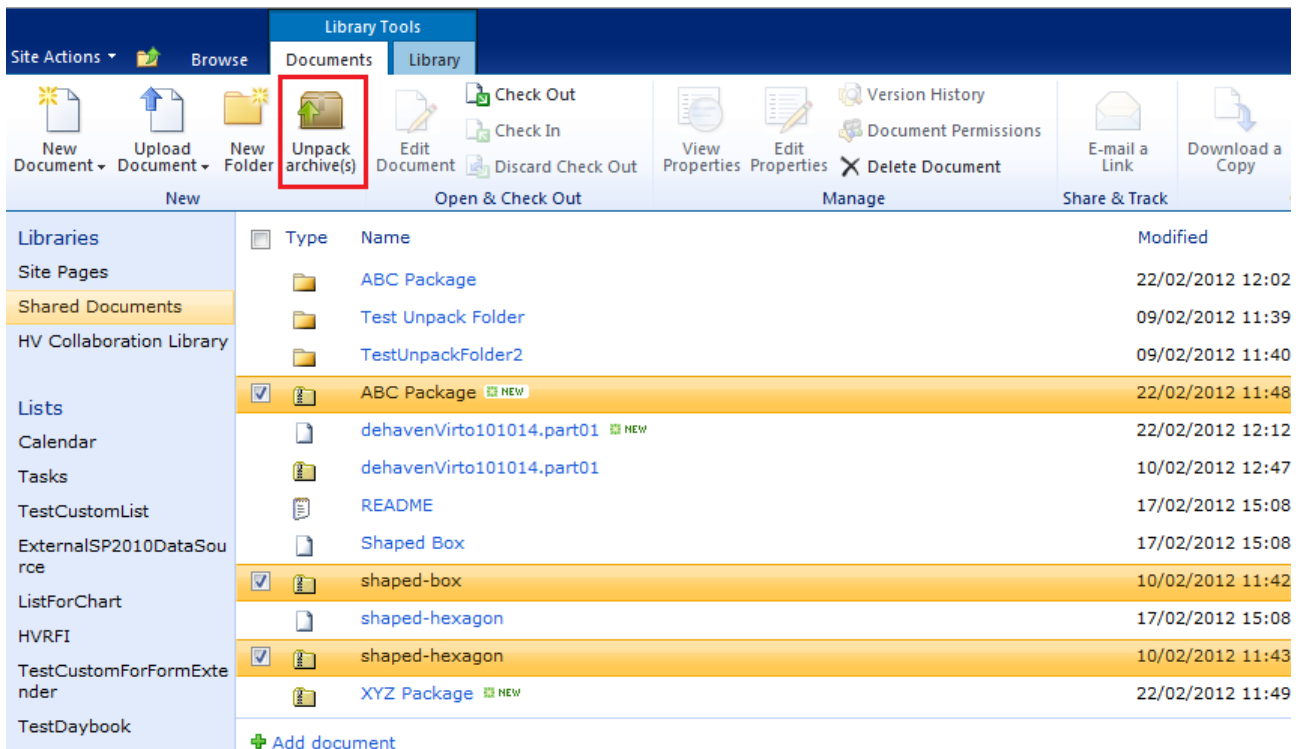 Library Tools
Site Actions Browse Documents Library
New Document Upload Document New Folder Unpack archive(s) Edit Document Check Out Check In Discard Check Out View Properties Edit Properties Version History Document Permissions Delete Document E-mail a Link Download a Copy
New Open & Check Out Manage Share & Track
Libraries
Site Pages
Shared Documents
HV Collaboration Library
Lists
Calendar
Tasks
TestCustomList
ExternalSP2010DataSou
rce
ListForChart
HVRFI
TestCustomForFormExte
nder
TestDaybook
Type Name Modified
ABC Package 22/02/2012 12:02
Test Unpack Folder 09/02/2012 11:39
TestUnpackFolder2 09/02/2012 11:40
ABC Package NEW 22/02/2012 11:48
dehavenVirto101014.part01 NEW 22/02/2012 12:12
dehavenVirto101014.part01 10/02/2012 12:47
README 17/02/2012 15:08
Shaped Box 17/02/2012 15:08
shaped-box 10/02/2012 11:42
shaped-hexagon 17/02/2012 15:08
shaped-hexagon 10/02/2012 11:43
XYZ Package NEW 22/02/2012 11:49
Add document